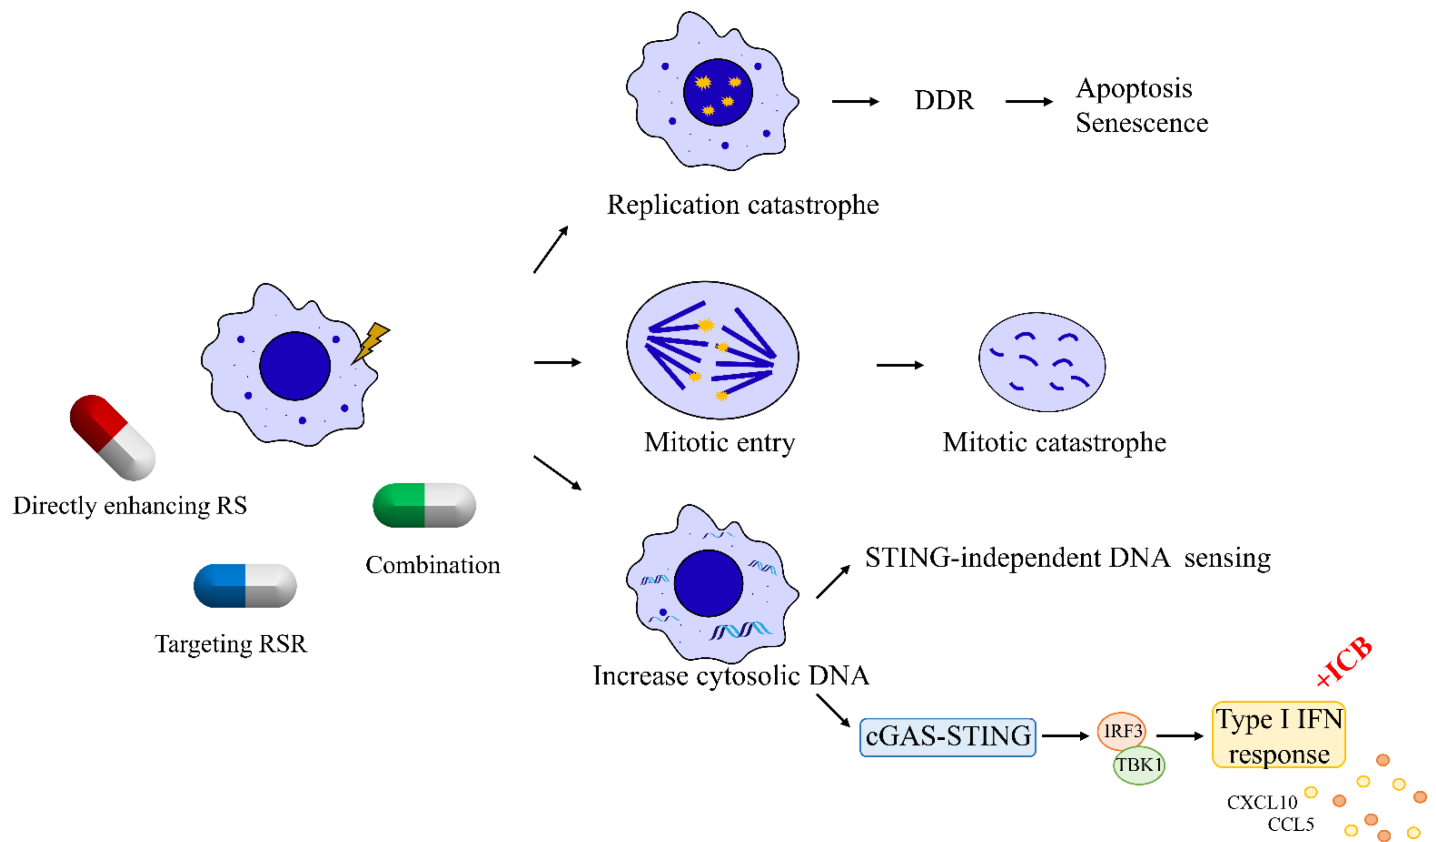 DDR
Apoptosis
Senescence
Replication catastrophe
Mitotic entry
Mitotic catastrophe
Directly enhancing RS
Combination
Targeting RSR
STING-independent DNA sensing
Increase cytosolic DNA
+ICB
cGAS-STING
IRF3
TBK1
Type I IFN
response
CXCL10
CCL5